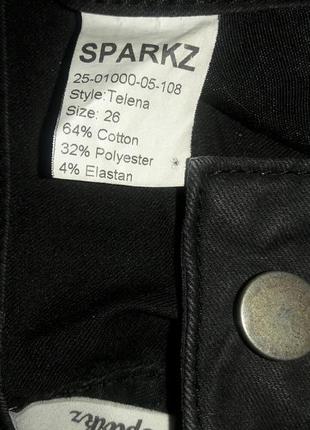 SPARKZ
25-01000-05-108
Style:Telena
Size: 26
64% Cotton
32% Polyester
4% Elastan